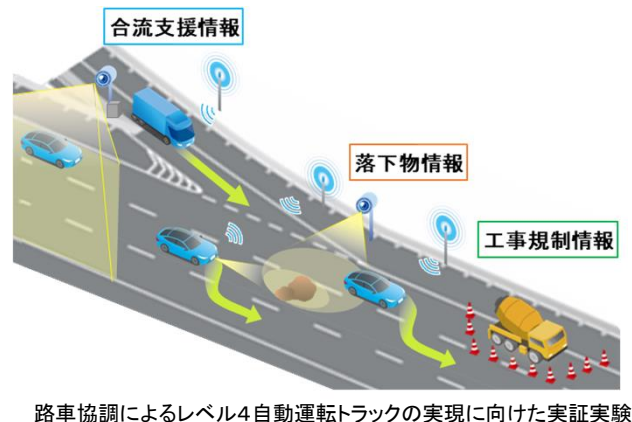 合流支援情報
落下物情報
工事規制情報
路車協調によるレベル４自動運転トラックの実現に向けた実証実験